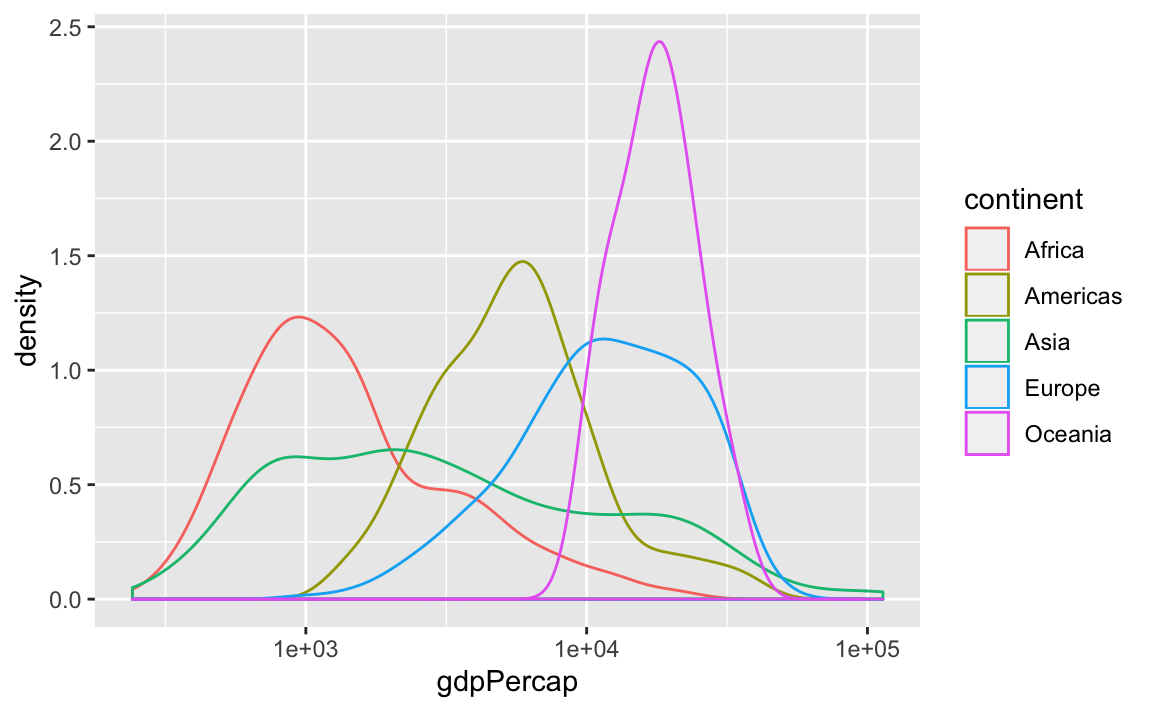 2.5
2.0
1.5
1.0
0.5
0.0
density
1e+03 1e+04 1e+05
gdpPercap
continent
Africa
Americas
Asia
Europe
Oceania